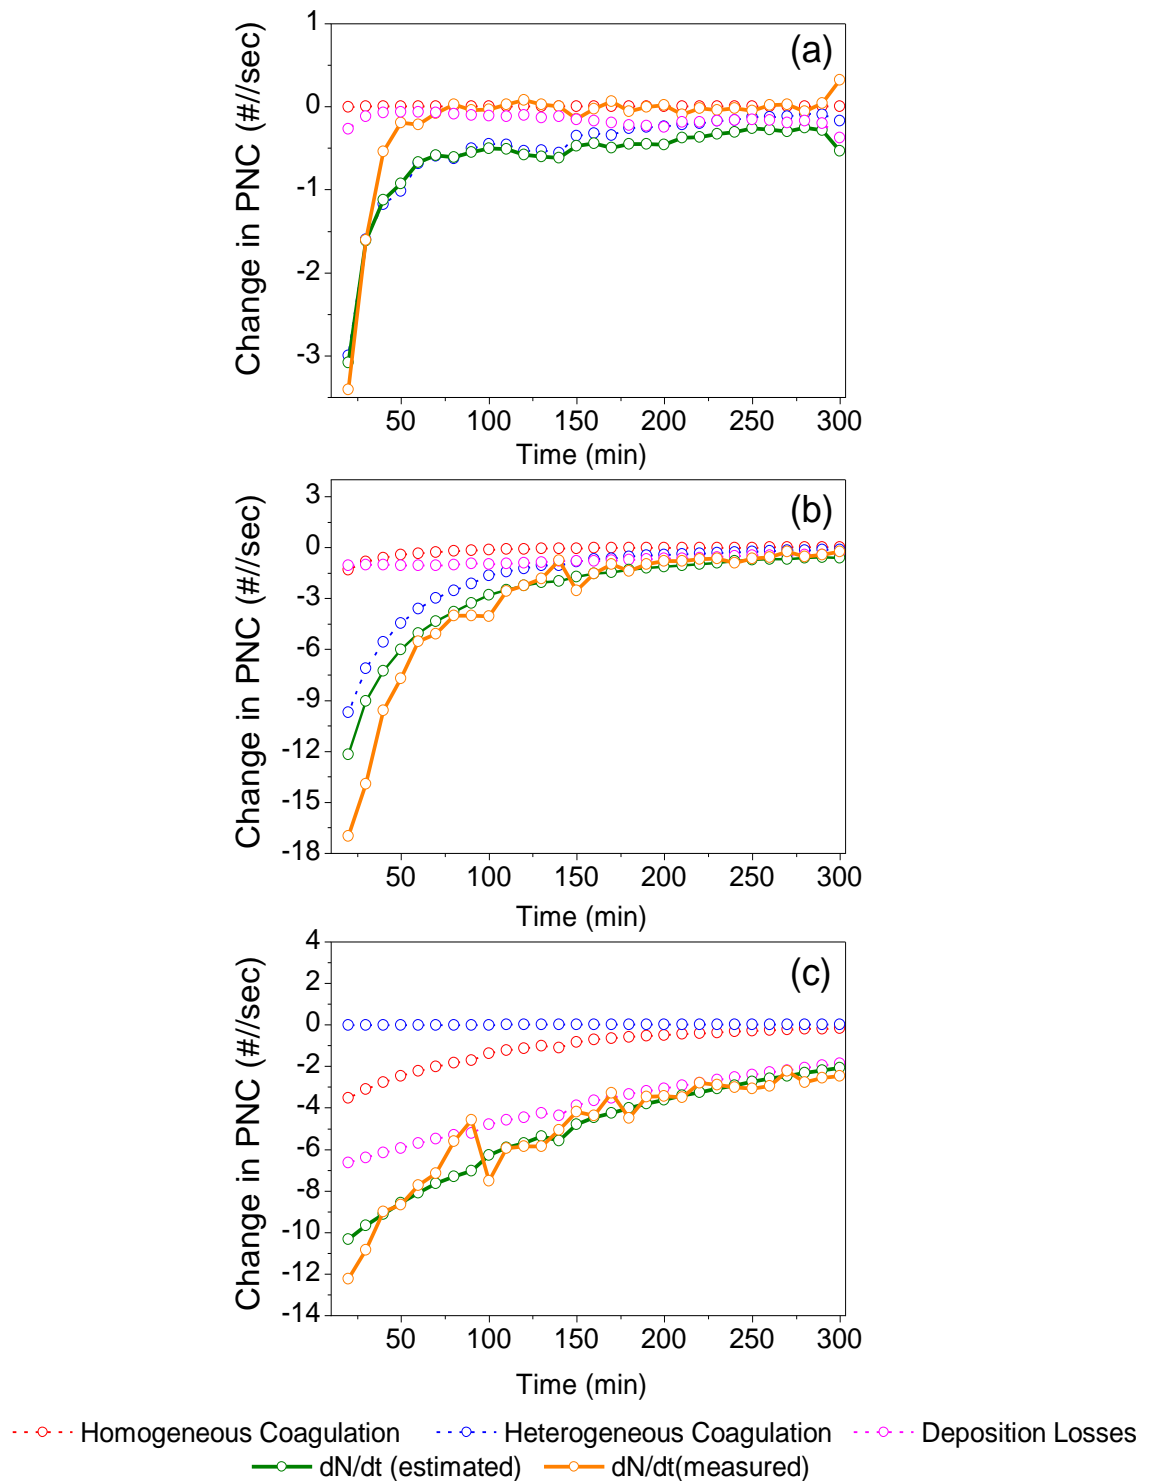 (a)
Change in PNC (#//sec)
1
0
-1
-2
-3
50 100 150 200 250 300
Time (min)
(b)
Change in PNC (#//sec)
3
0
-3
-6
-9
-12
-15
-18
50 100 150 200 250 300
Time (min)
(c)
Change in PNC (#//sec)
4
2
0
-2
-4
-6
-8
-10
-12
-14
50 100 150 200 250 300
Time (min)
Homogeneous Coagulation Heterogeneous Coagulation Deposition Losses
dN/dt (estimated) dN/dt(measured)